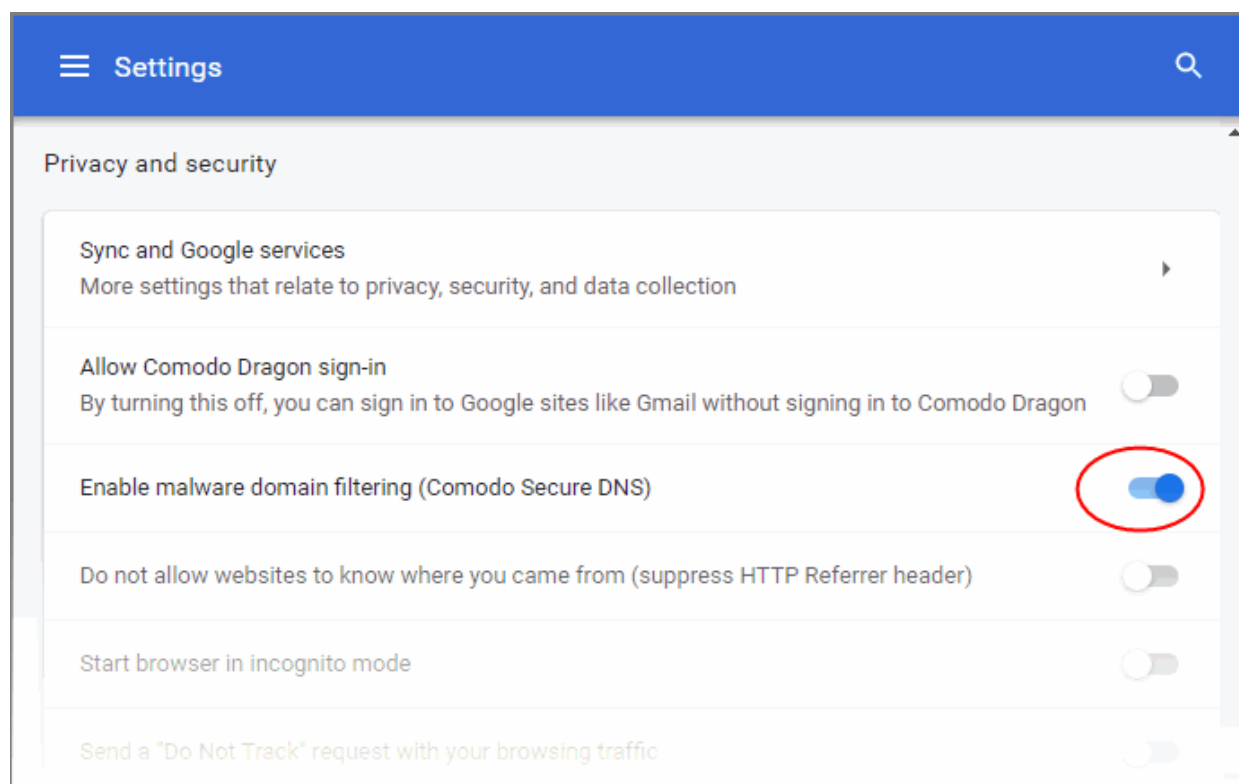 Settings
Privacy and security
Sync and Google services
More settings that relate to privacy, security, and data collection
Allow Comodo Dragon sign-in
By turning this off, you can sign in to Google sites like Gmail without signing in to Comodo Dragon
Enable malware domain filtering (Comodo Secure DNS)
Do not allow websites to know where you came from (suppress HTTP Referrer header)
Start browser in incognito mode
Send a "Do Not Track" request with your browsing traffic